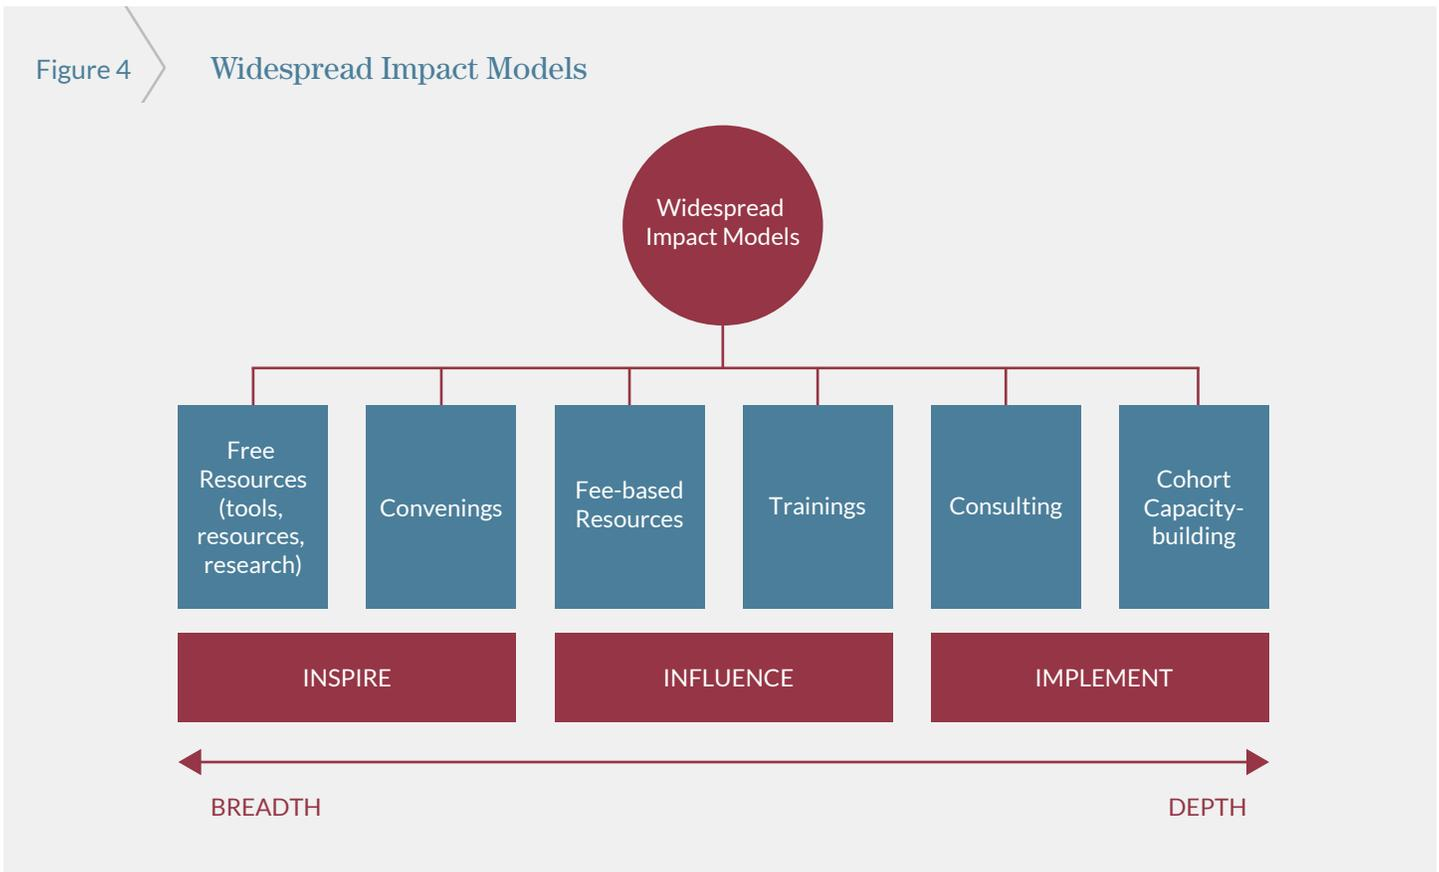 Figure 4
Widespread Impact Models
Widespread
Impact Models
Free
Resources
(tools,
resources,
research)
Convenings
Fee-based
Resources
Trainings
Consulting
Cohort
Capacity-
building
INSPIRE
INFLUENCE
IMPLEMENT
BREADTH
DEPTH